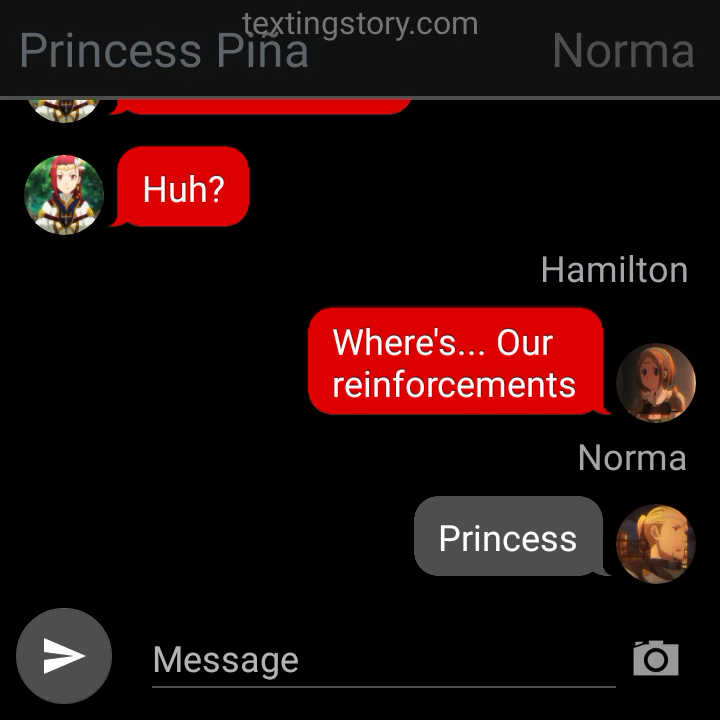 textingstory.com
Princess Piña
Norma
Huh?
Hamilton
Where's... Our
reinforcements
Norma
Princess
Message